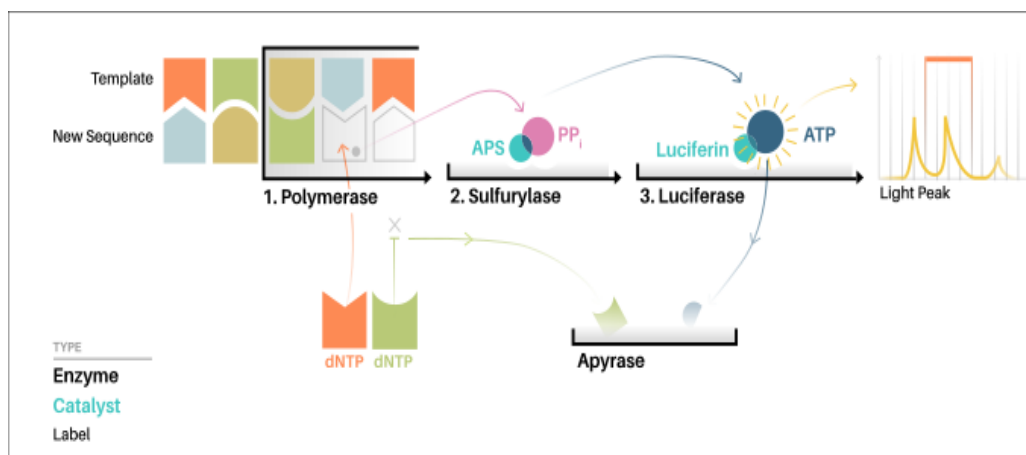 Template
New Sequence
1. Polymerase
APS
PPi
2. Sulfurylase
Luciferin
ATP
3. Luciferase
Light Peak
X
dNTP
dNTP
Apyrase
TYPE
Enzyme
Catalyst
Label